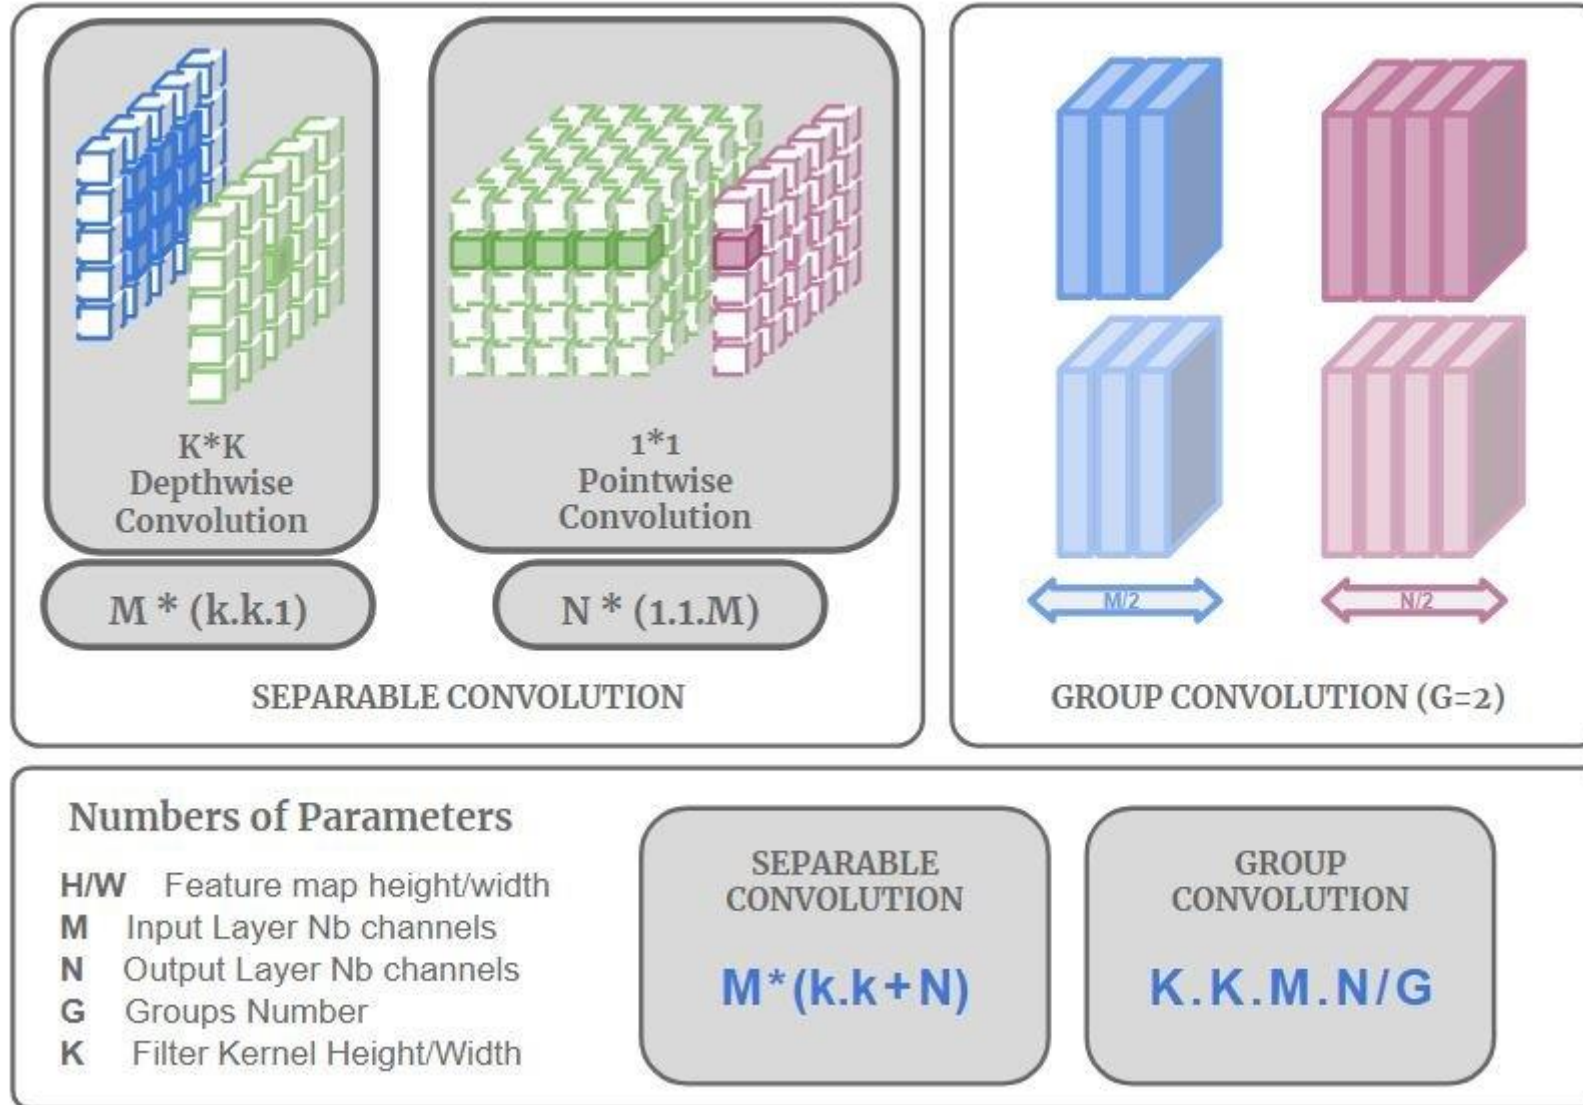 K*K
Depthwise
Convolution
1*1
Pointwise
Convolution
M * (k.k.1)
N * (1.1.M)
SEPARABLE CONVOLUTION
M/2
N/2
GROUP CONVOLUTION (G=2)
Numbers of Parameters
H/W Feature map height/width
M Input Layer Nb channels
N Output Layer Nb channels
G Groups Number
K Filter Kernel Height/Width
SEPARABLE
CONVOLUTION
M*(k.k+N)
GROUP
CONVOLUTION
K.K.M.N/G